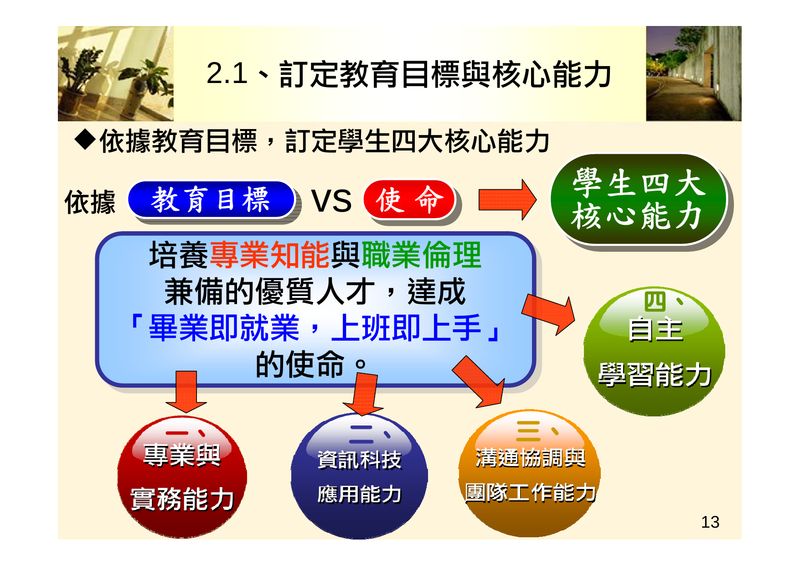 2.1、訂定教育目標與核心能力
◆依據教育目標，訂定學生四大核心能力
依據 教育目標 VS 使命 學生四大
核心能力
培養專業知能與職業倫理
兼備的優質人才，達成
「畢業即就業，上班即上手」
的使命。
四、
自主
學習能力
一、
專業與
實務能力
二、
資訊科技
應用能力
三、
溝通協調與
團隊工作能力
13